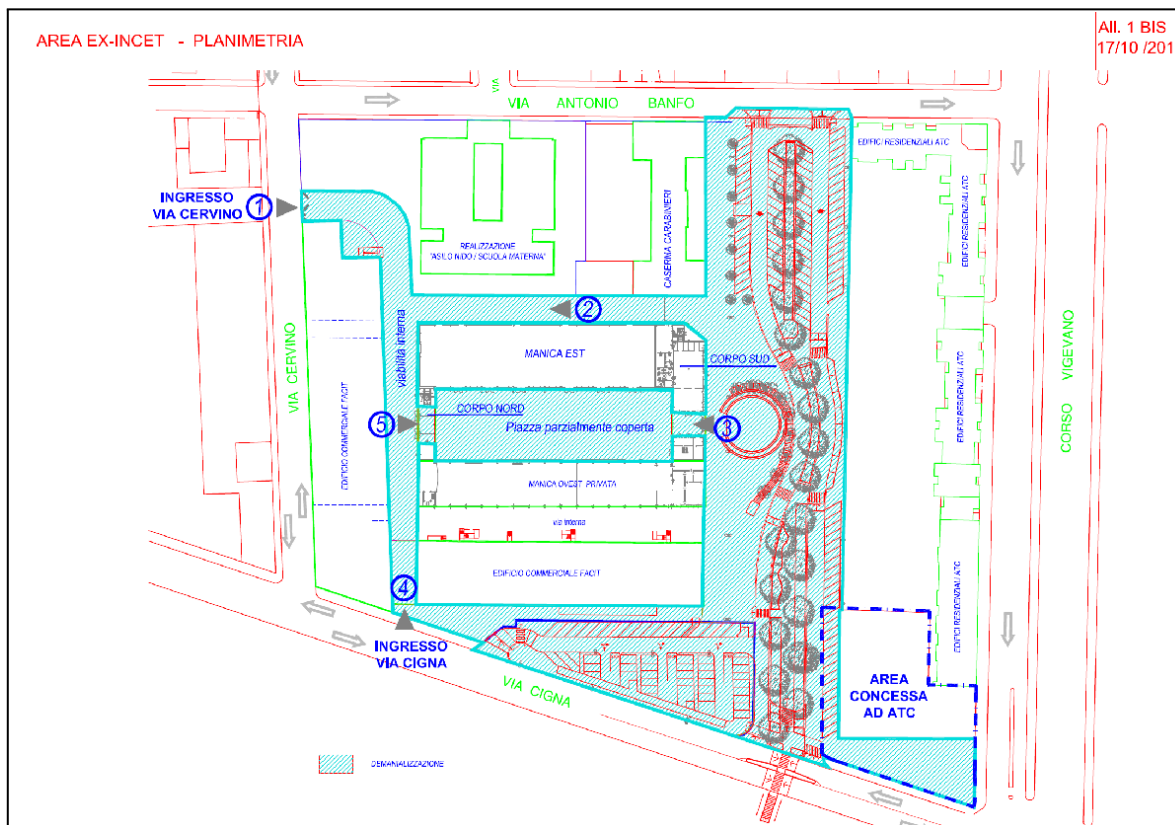 AREA EX-INCET - PLANIMETRIA
All. 1 BIS
17/10 /201
VIA
VIA ANTONIO BANFO
EDIFICI RESIDENZIALI ATC
INGRESSO
VIA CERVINO
1
REALIZZAZIONE
"ASILO NIDO / SCUOLA MATERNA"
CASERMA CARABINIERI
EDIFICI RESIDENZIALI ATC
2
viabilità interna
MANICA EST
CORPO SUD
VIA CERVINO
EDIFICIO COMMERCIALE FACIT
CORPO NORD
5
Piazza parzialmente coperta
3
EDIFICI RESIDENZIALI ATC
CORSO VIGEVANO
MANICA OVEST PRIVATA
via interna
EDIFICIO COMMERCIALE FACIT
EDIFICI RESIDENZIALI ATC
4
INGRESSO
VIA CIGNA
VIA CIGNA
AREA
CONCESSA
AD ATC
DEMANIALIZZAZIONE